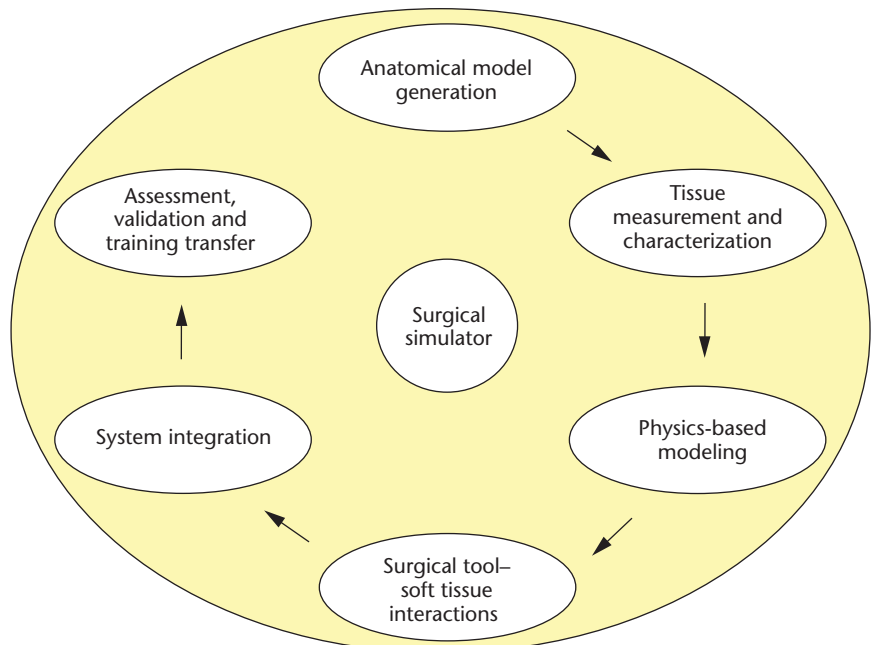 Anatomical model
generation
Tissue
measurement and
characterization
Physics-based
modeling
Surgical tool–
soft tissue
interactions
System integration
Assessment,
validation and
training transfer
Surgical
simulator